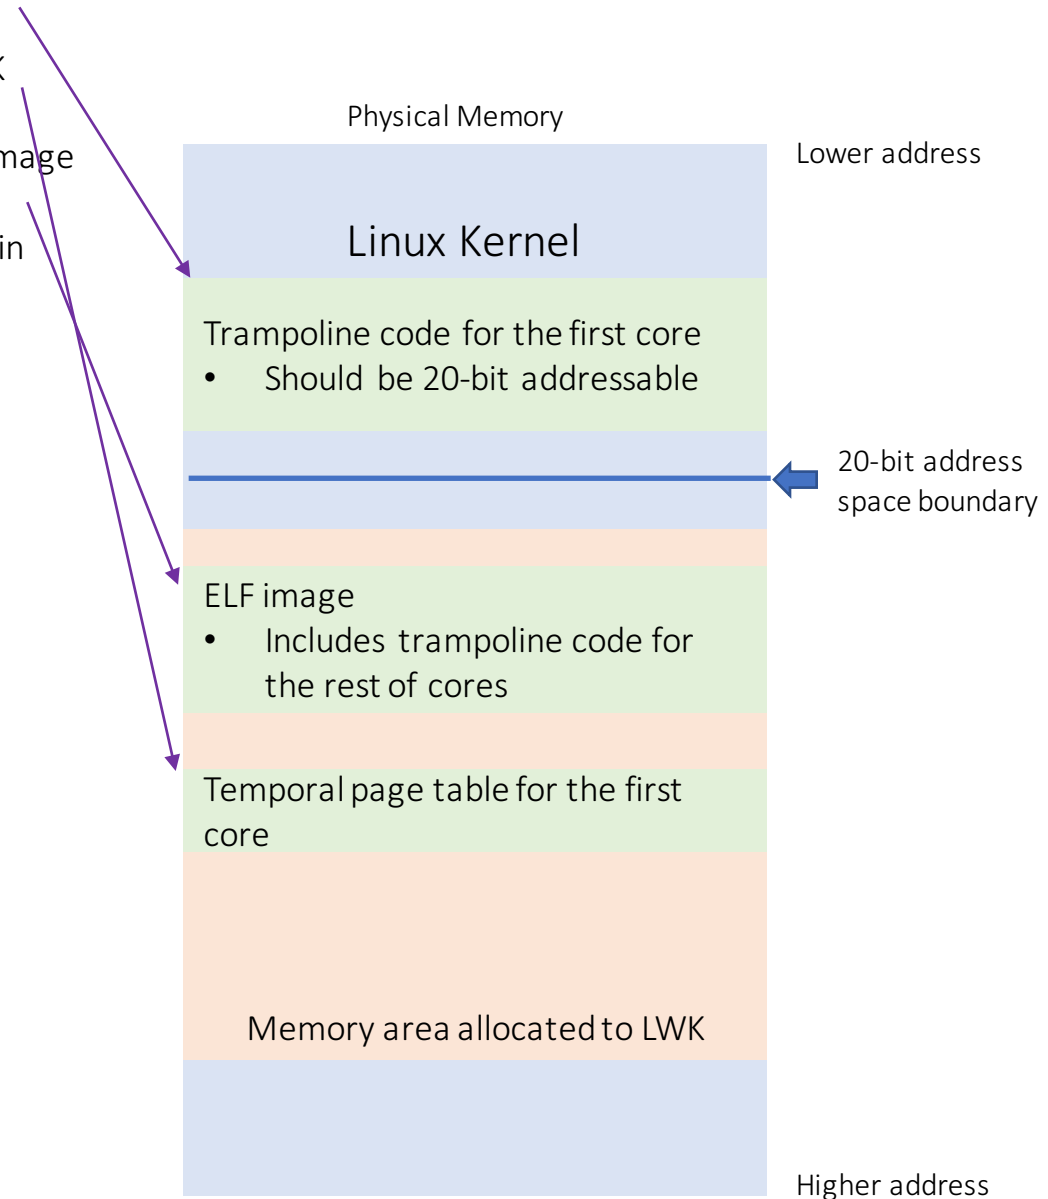 K
mage
in
Physical Memory
Lower address
Linux Kernel
Trampoline code for the first core
• Should be 20-bit addressable
20-bit address
space boundary
ELF image
• Includes trampoline code for
the rest of cores
Temporal page table for the first
core
Memory area allocated to LWK
Higher address